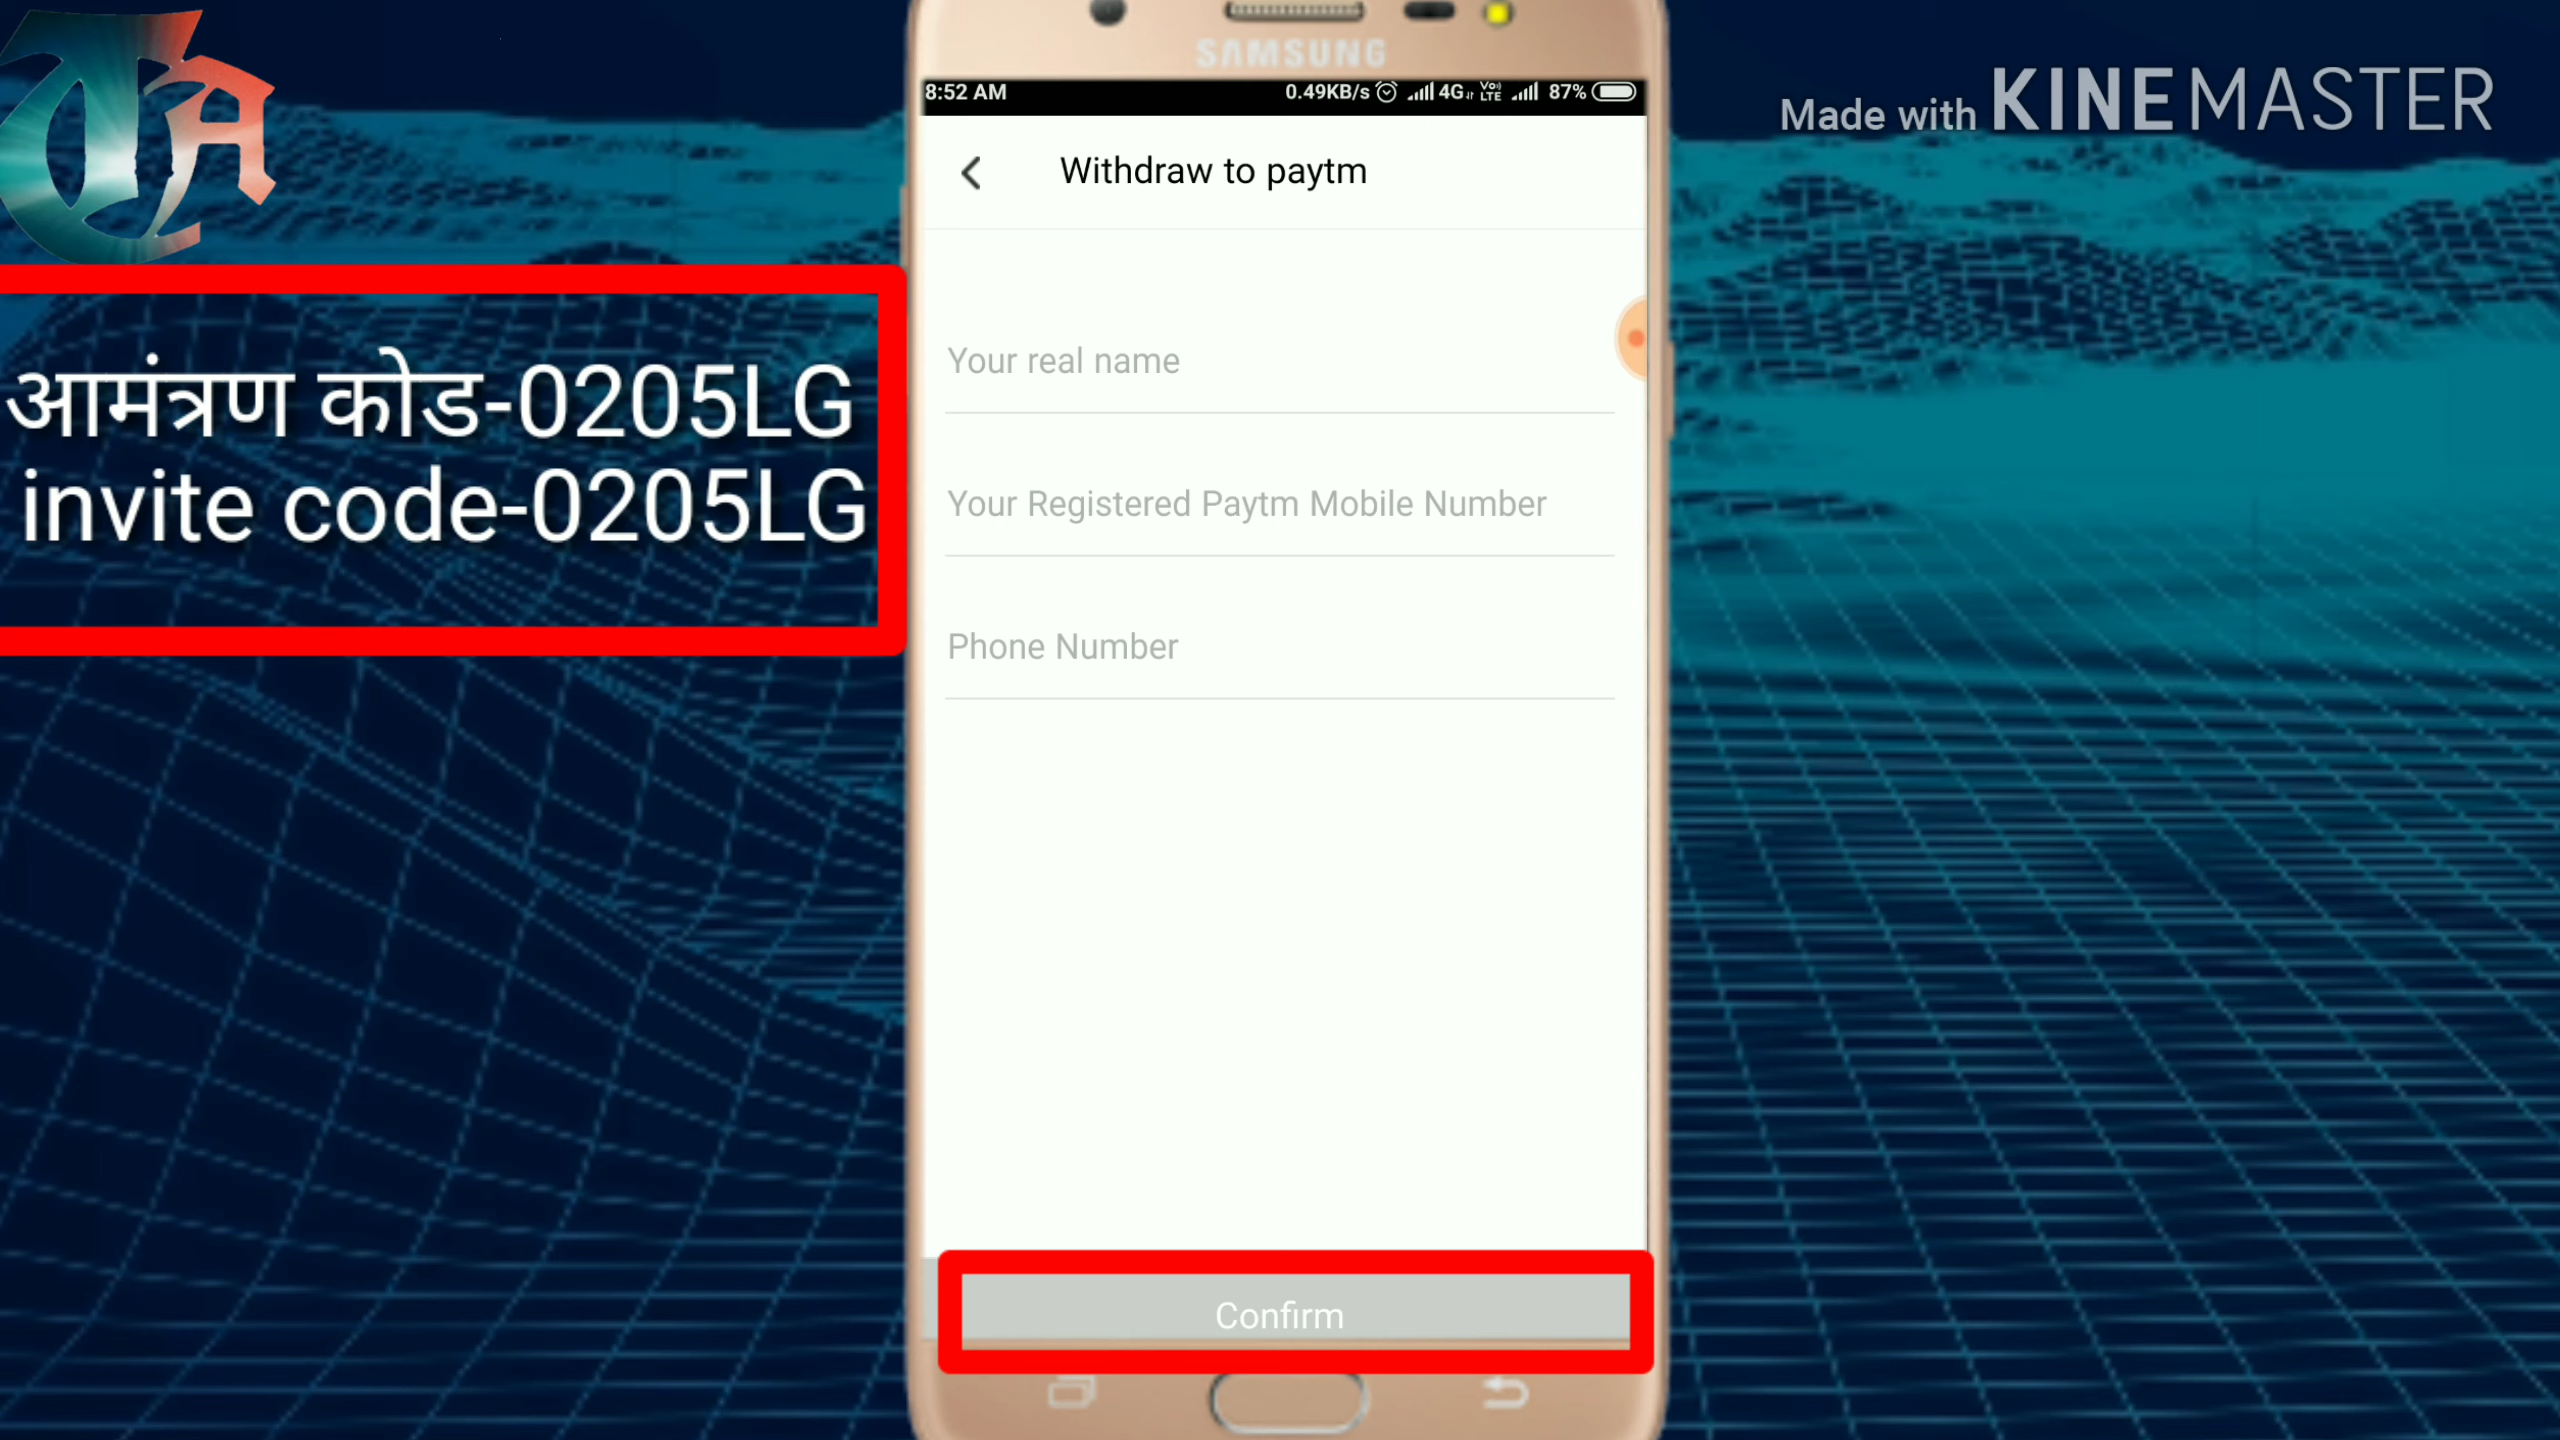 SAMSUNG
8:52 AM 0.49KB/s 4G VoLTE 87%
Made with KINEMASTER
Withdraw to paytm
Your real name
आमंत्रण कोड-0205LG
invite code-0205LG
Your Registered Paytm Mobile Number
Phone Number
Confirm